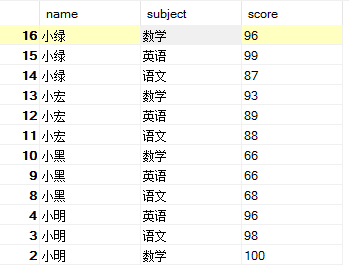 name subject score
16 小绿 数学 96
15 小绿 英语 99
14 小绿 语文 87
13 小宏 数学 93
12 小宏 英语 89
11 小宏 语文 88
10 小黑 数学 66
9 小黑 英语 66
8 小黑 语文 68
4 小明 英语 96
3 小明 语文 98
2 小明 数学 100